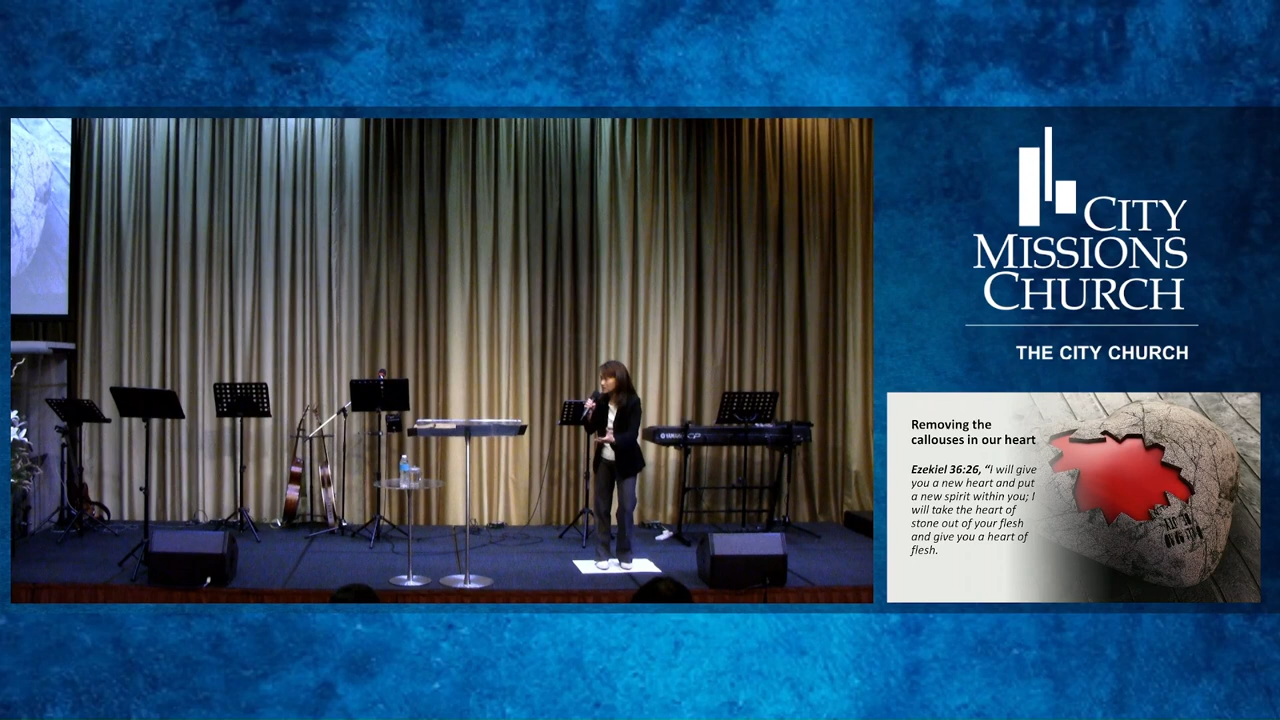 CITY
MISSIONS
CHURCH
THE CITY CHURCH
Removing the
callouses in our heart
Ezekiel 36:26, “I will give
you a new heart and put
a new spirit within you; I
will take the heart of
stone out of your flesh
and give you a heart of
flesh.
YAMAHA CP